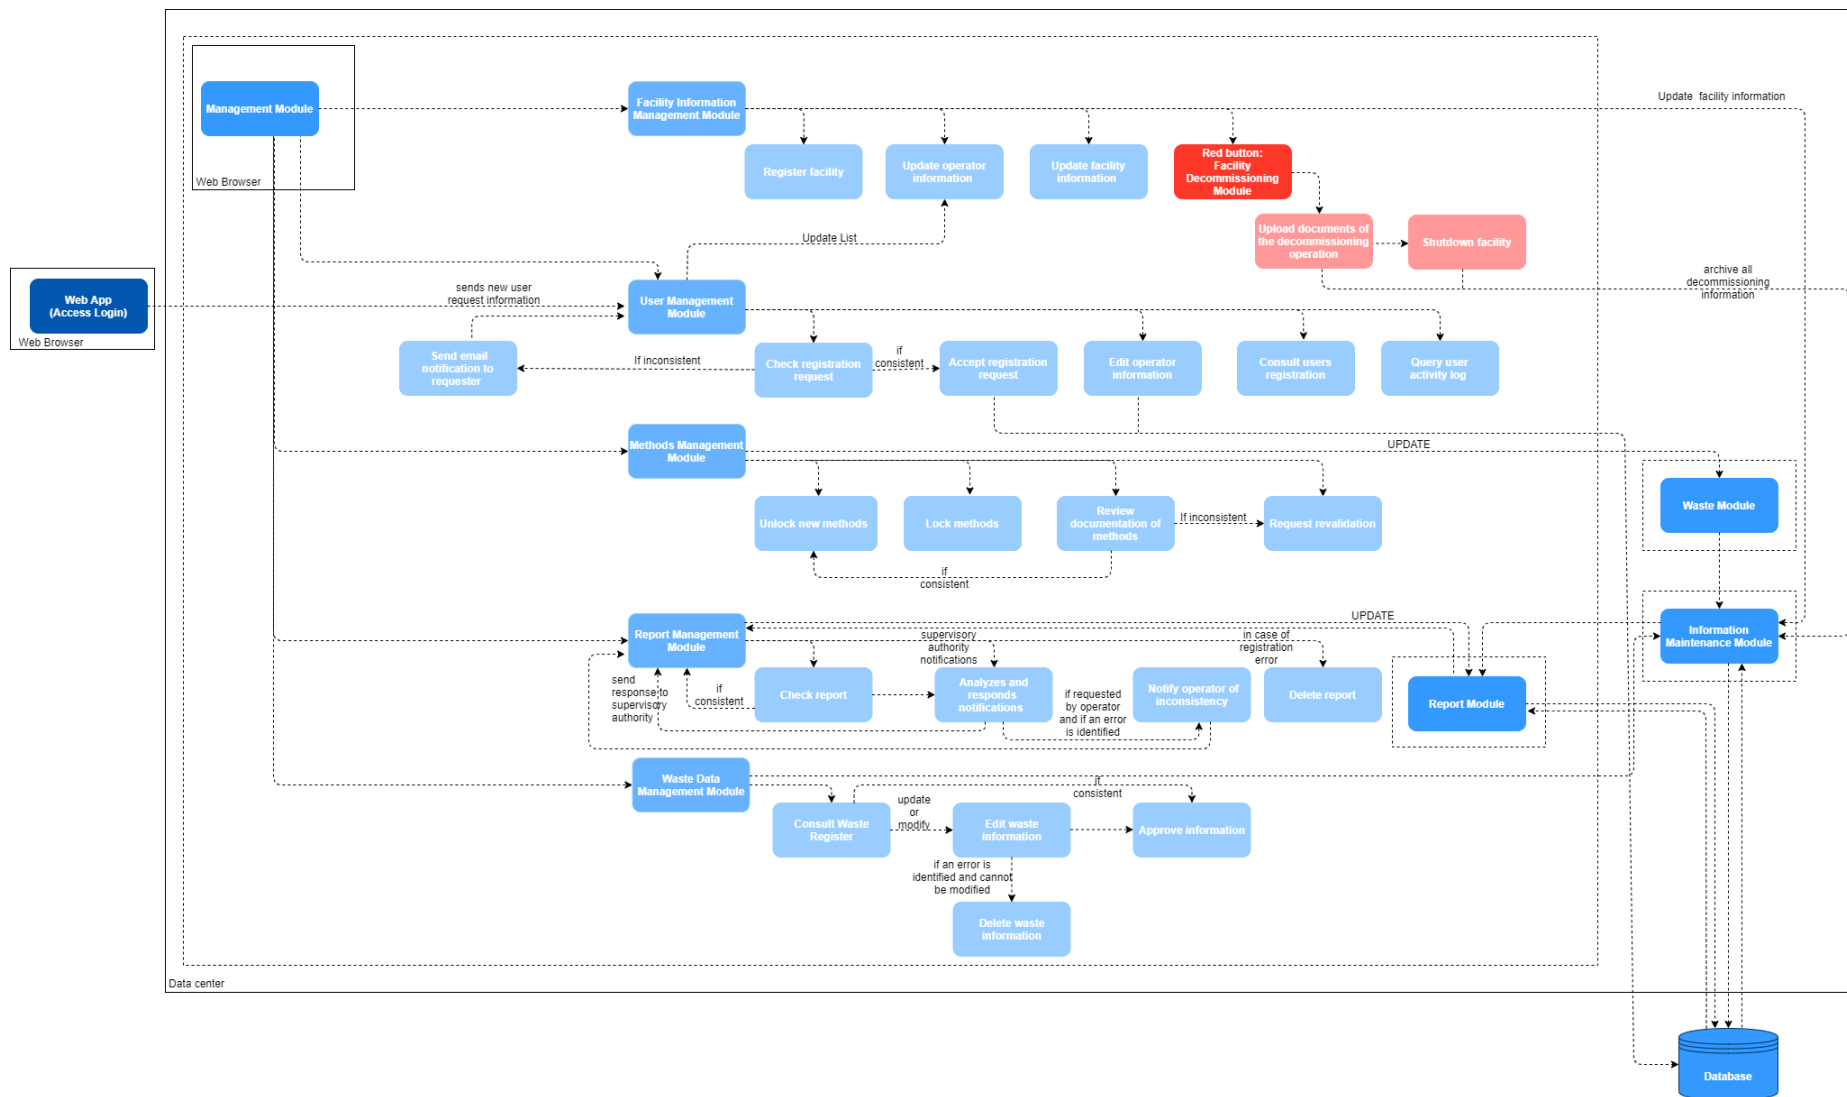 Management Module
Web Browser
Facility Information
Management Module
Update  facility information
Register facility
Update operator
information
Update facility
information
Red button:
Facility
Decommissioning
Module
Upload documents of
the decommissioning
operation
Shutdown facility
archive all
decommissioning
information
Update List
Web App
(Access Login)
Web Browser
sends new user
request information
User Management
Module
Send email
notification to
requester
If inconsistent
Check registration
request
if
consistent
Accept registration
request
Edit operator
information
Consult users
registration
Query user
activity log
Methods Management
Module
UPDATE
Unlock new methods
Lock methods
Review
documentation of
methods
If inconsistent
Request revalidation
if
consistent
Waste Module
Report Management
Module
UPDATE
supervisory
authority
notifications
in case of
registration
error
Information
Maintenance Module
send
response to
supervisory
authority
if
consistent
Check report
Analyzes and
responds
notifications
if requested
by operator
and if an error
is identified
Notify operator of
inconsistency
Delete report
Report Module
Waste Data
Management Module
if
consistent
Consult Waste
Register
update
or
modify
Edit waste
information
Approve information
if an error is
identified and cannot
be modified
Delete waste
information
Data center
Database